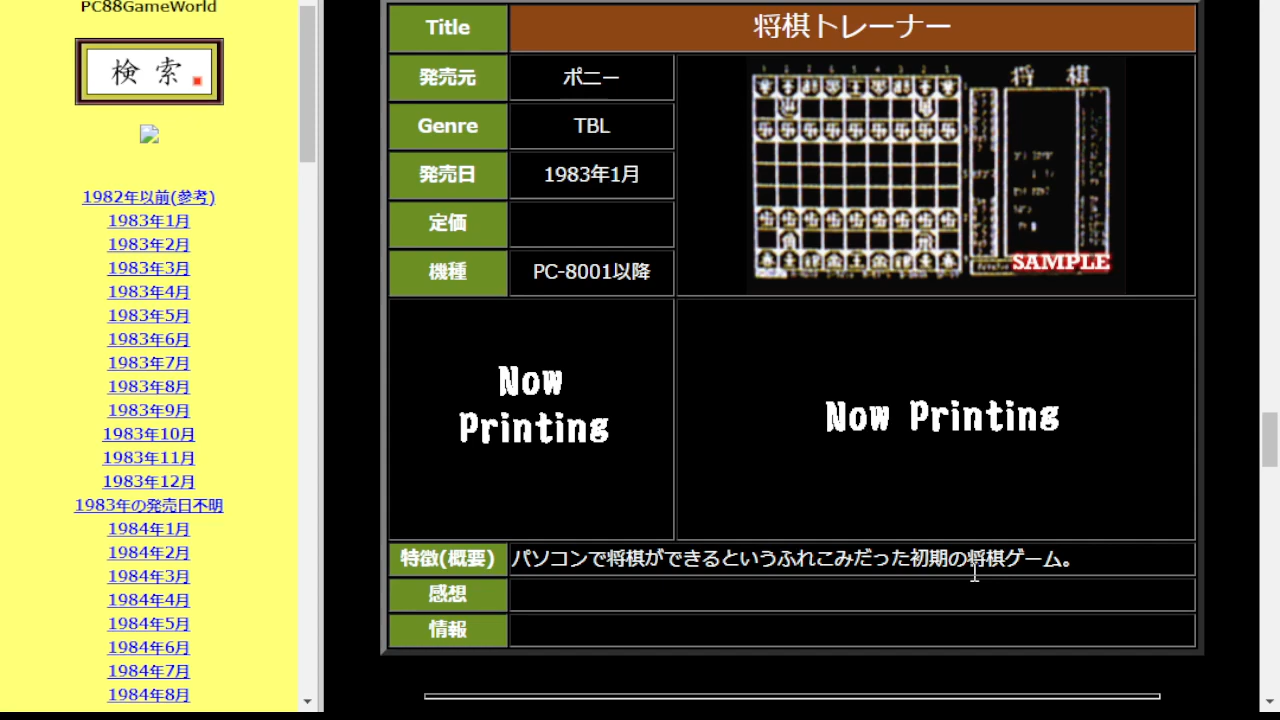 PC88GameWorld
検索
1982年以前(参考)
1983年1月
1983年2月
1983年3月
1983年4月
1983年5月
1983年6月
1983年7月
1983年8月
1983年9月
1983年10月
1983年11月
1983年12月
1983年の発売日不明
1984年1月
1984年2月
1984年3月
1984年4月
1984年5月
1984年6月
1984年7月
1984年8月
Title 将棋トレーナー
発売元 ポニー
Genre TBL
発売日 1983年1月
定価
機種 PC-8001以降
将棋
SAMPLE
Now
Printing
Now Printing
特徴(概要) パソコンで将棋ができるというふれこみだった初期の将棋ゲーム。
感想
情報